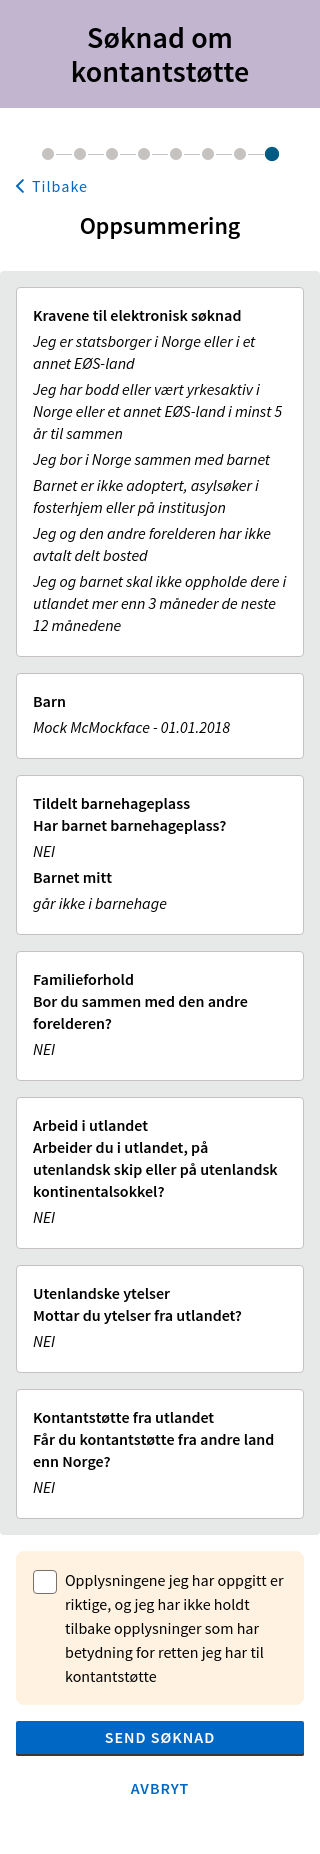 Søknad om
kontantstøtte
Tilbake
Oppsummering
Kravene til elektronisk søknad
Jeg er statsborger i Norge eller i et
annet EØS-land
Jeg har bodd eller vært yrkesaktiv i
Norge eller et annet EØS-land i minst 5
år til sammen
Jeg bor i Norge sammen med barnet
Barnet er ikke adoptert, asylsøker i
fosterhjem eller på institusjon
Jeg og den andre forelderen har ikke
avtalt delt bosted
Jeg og barnet skal ikke oppholde dere i
utlandet mer enn 3 måneder de neste
12 månedene
Barn
Mock McMockface - 01.01.2018
Tildelt barnehageplass
Har barnet barnehageplass?
NEI
Barnet mitt
går ikke i barnehage
Familieforhold
Bor du sammen med den andre
forelderen?
NEI
Arbeid i utlandet
Arbeider du i utlandet, på
utenlandsk skip eller på utenlandsk
kontinentalsokkel?
NEI
Utenlandske ytelser
Mottar du ytelser fra utlandet?
NEI
Kontantstøtte fra utlandet
Får du kontantstøtte fra andre land
enn Norge?
NEI
Opplysningene jeg har oppgitt er
riktige, og jeg har ikke holdt
tilbake opplysninger som har
betydning for retten jeg har til
kontantstøtte
SEND SØKNAD
AVBRYT